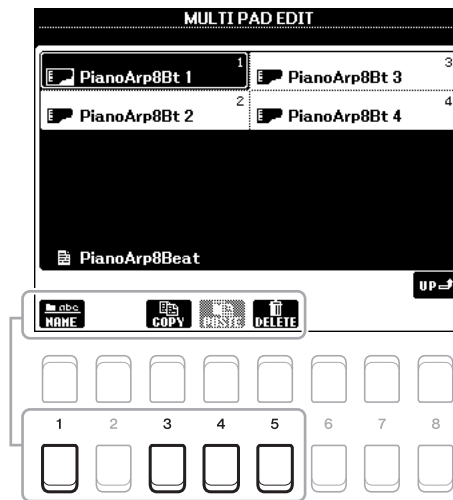 MULTI PAD EDIT
1
PianoArp8Bt 1
3
PianoArp8Bt 3
2
PianoArp8Bt 2
4
PianoArp8Bt 4
PianoArp8Beat
UP
abc
NAME
COPY
PASTE
DELETE
1 2 3 4 5 6 7 8